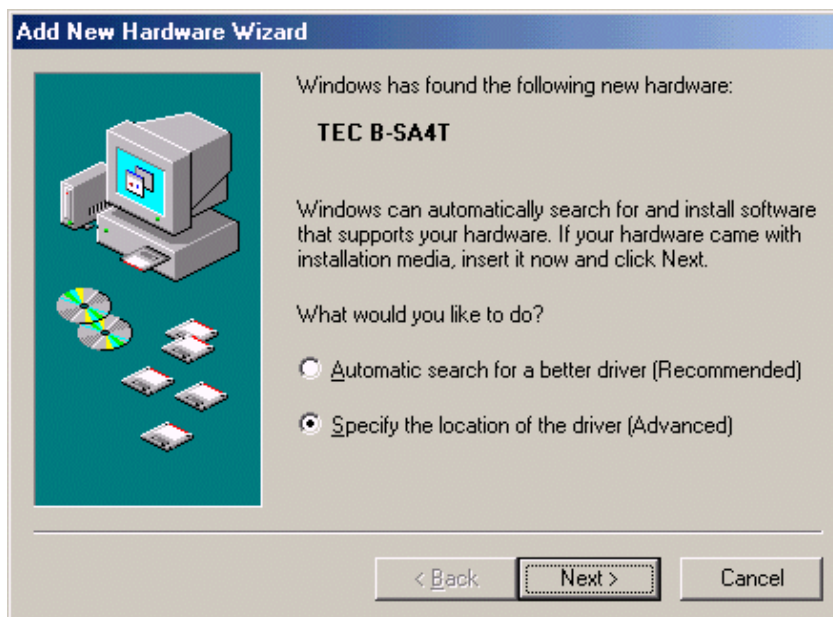 Add New Hardware Wizard
Windows has found the following new hardware:
TEC B-SA4T
Windows can automatically search for and install software
that supports your hardware. If your hardware came with
installation media, insert it now and click Next.
What would you like to do?
Automatic search for a better driver (Recommended)
Specify the location of the driver (Advanced)
< Back Next > Cancel